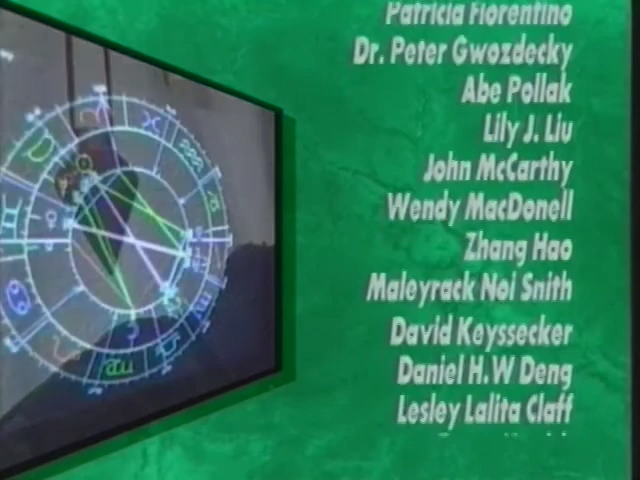 Patricia Fiorentino
Dr. Peter Gwozdecky
Abe Pollak
Lily J. Liu
John McCarthy
Wendy MacDonell
Zhang Hao
Maleyrack Noi Snith
David Keyssecker
Daniel H.W Deng
Lesley Lalita Claff